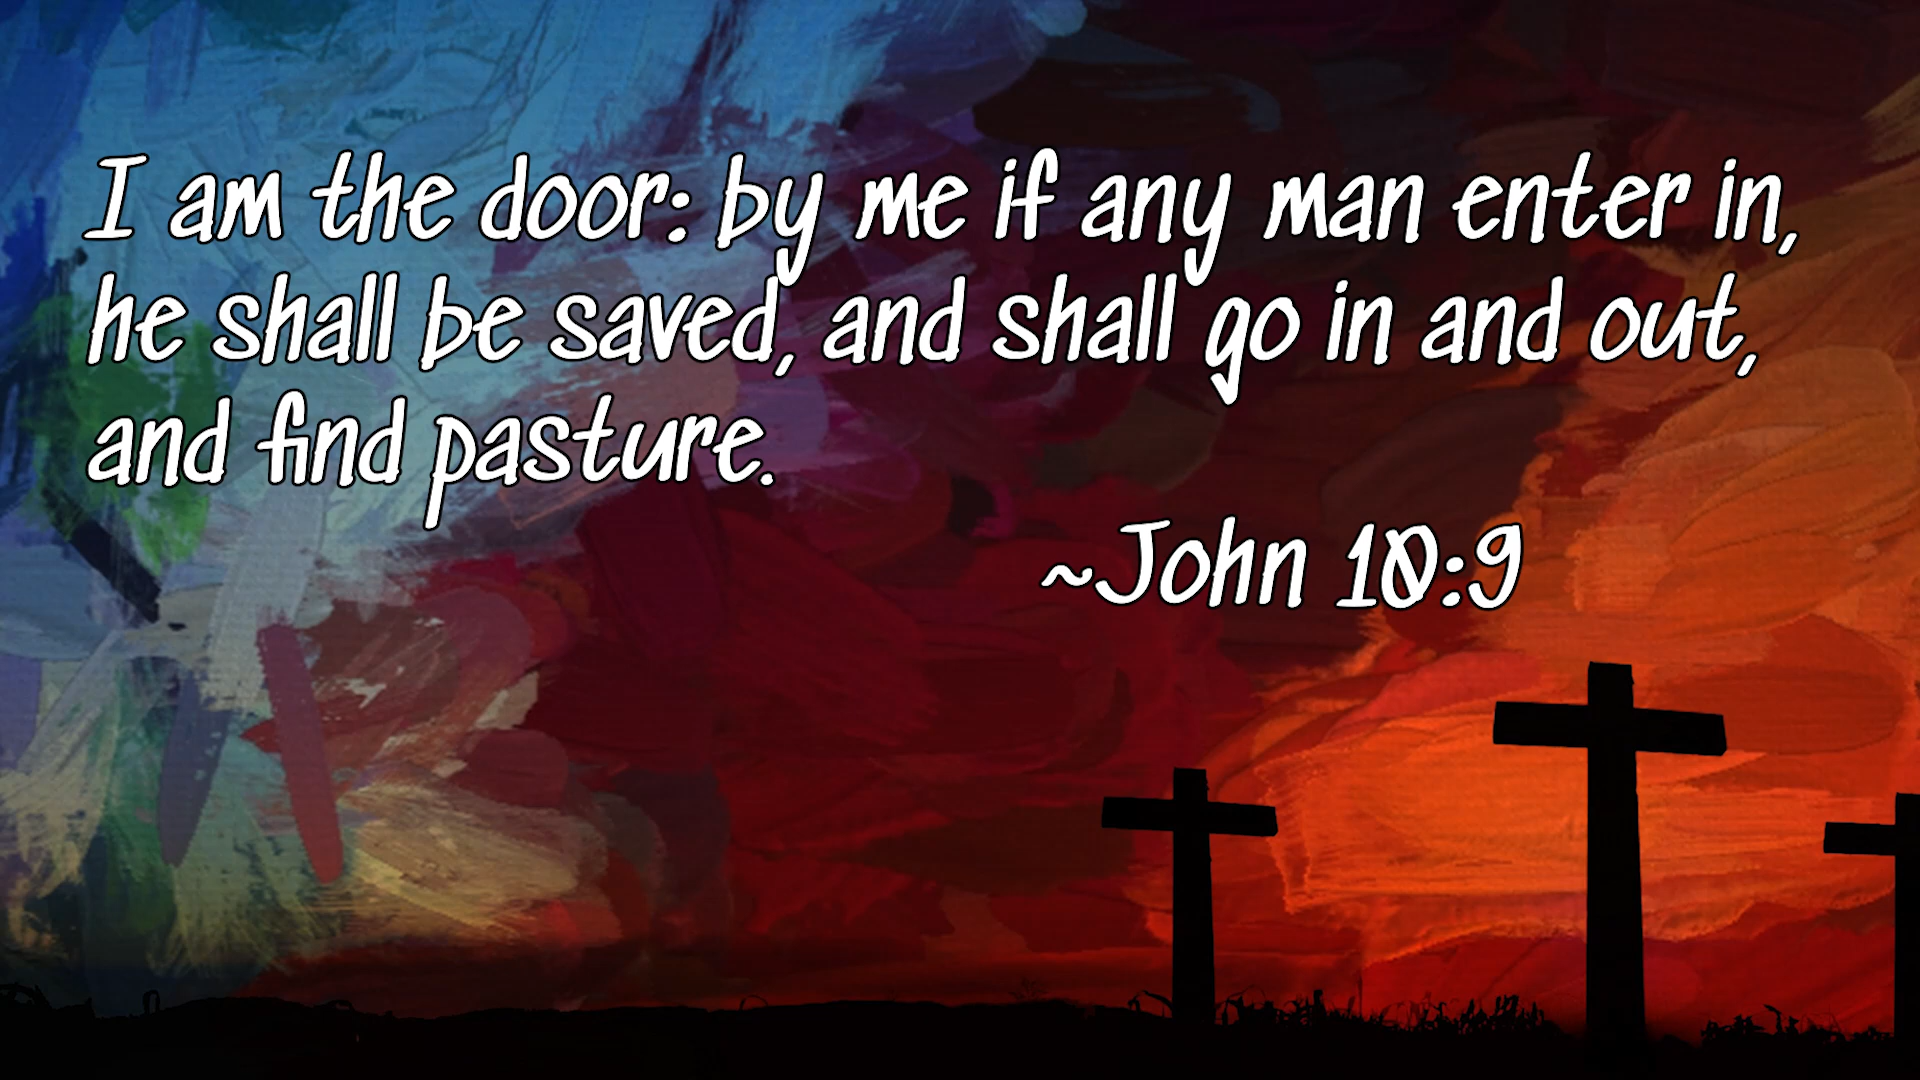 I am the door: by me if any man enter in,
he shall be saved, and shall go in and out,
and find pasture.
~John 10:9